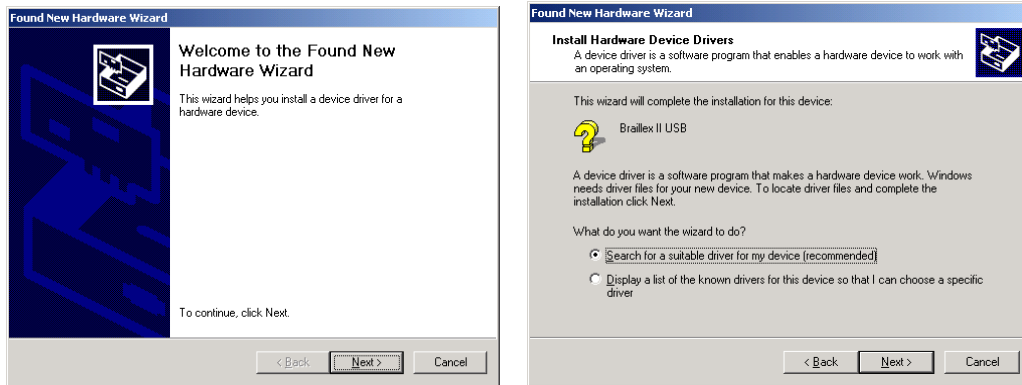 Found New Hardware Wizard
Welcome to the Found New
Hardware Wizard
This wizard helps you install a device driver for a
hardware device.
To continue, click Next.
< Back
Next >
Cancel
Found New Hardware Wizard
Install Hardware Device Drivers
A device driver is a software program that enables a hardware device to work with
an operating system.
This wizard will complete the installation for this device:
Braillex II USB
A device driver is a software program that makes a hardware device work. Windows
needs driver files for your new device. To locate driver files and complete the
installation click Next.
What do you want the wizard to do?
Search for a suitable driver for my device (recommended)
Display a list of the known drivers for this device so that I can choose a specific
driver
< Back
Next >
Cancel